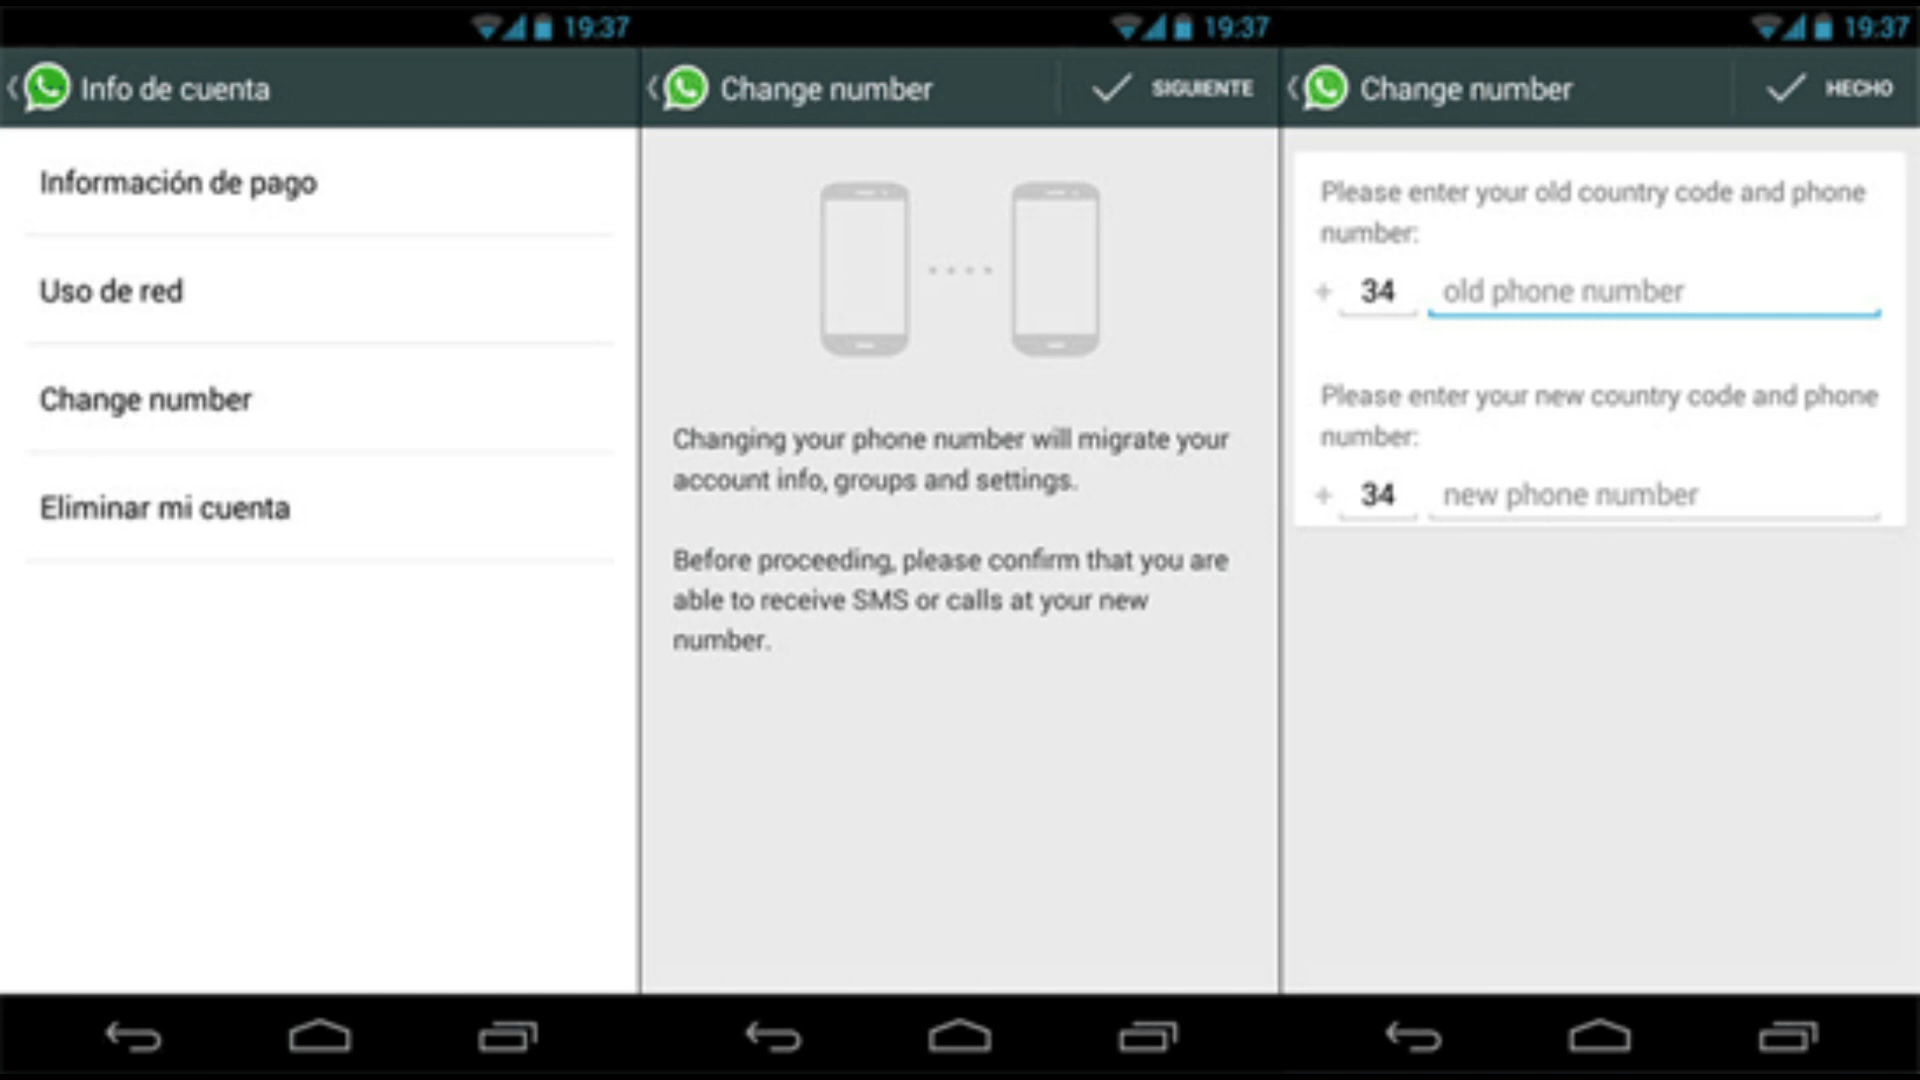 19:37
Info de cuenta
Información de pago
Uso de red
Change number
Eliminar mi cuenta
19:37
Change number
SIGUIENTE
Changing your phone number will migrate your
account info, groups and settings.
Before proceeding, please confirm that you are
able to receive SMS or calls at your new
number.
19:37
Change number
HECHO
Please enter your old country code and phone
number:
+ 34 old phone number
Please enter your new country code and phone
number:
+ 34 new phone number